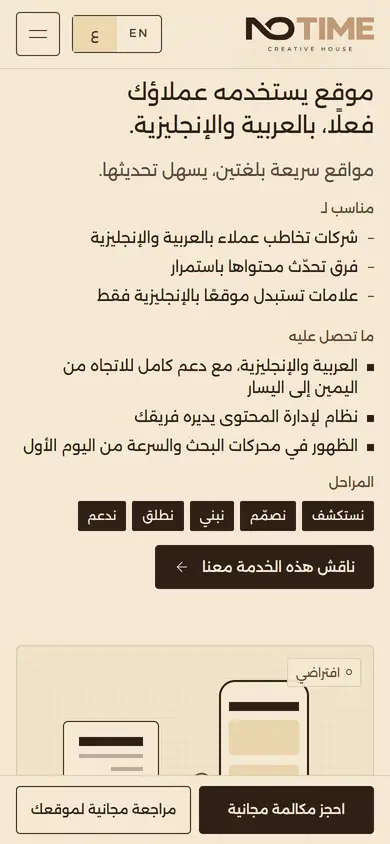 NOTIME
CREATIVE HOUSE
EN
ع
موقع يستخدمه عملاؤك
فعلًا، بالعربية والإنجليزية.
مواقع سريعة بلغتين، يسهل تحديثها.
مناسب لـ
– شركات تخاطب عملاء بالعربية والإنجليزية
– فرق تحدّث محتواها باستمرار
– علامات تستبدل موقعًا بالإنجليزية فقط
ما تحصل عليه
▪ العربية والإنجليزية، مع دعم كامل للاتجاه من
اليمين إلى اليسار
▪ نظام لإدارة المحتوى يديره فريقك
▪ الظهور في محركات البحث والسرعة من اليوم الأول
المراحل
نستكشف نصمّم نبني نطلق ندعم
ناقش هذه الخدمة معنا ←
افتراضي
احجز مكالمة مجانية
مراجعة مجانية لموقعك